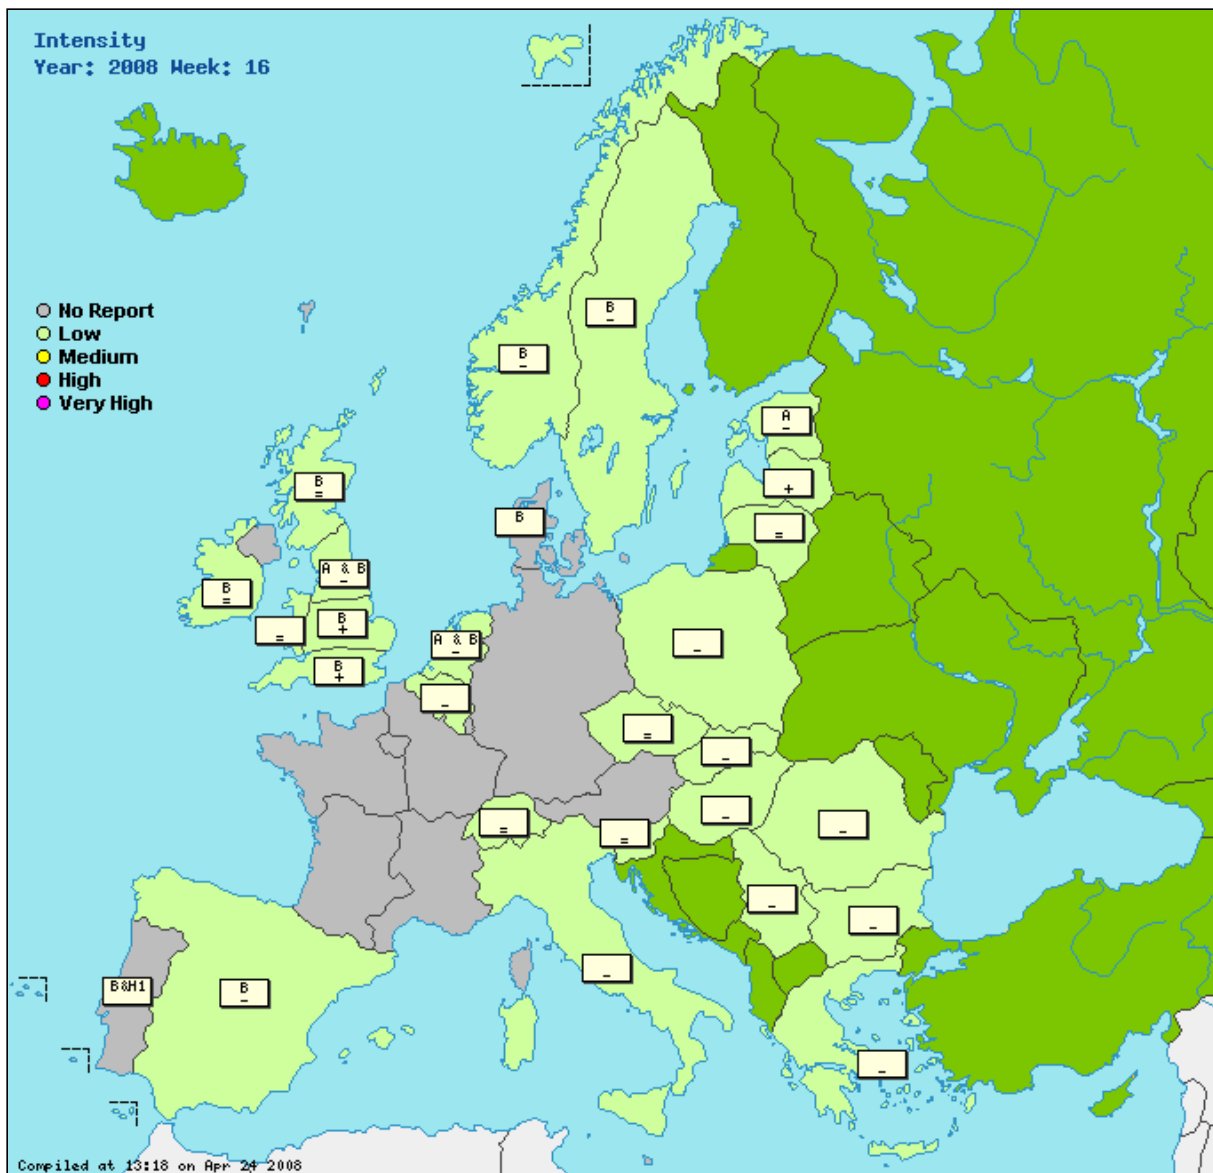 Intensity
Year: 2008 Week: 16
No Report
Low
Medium
High
Very High
B
-
B
-
A
-
+
B
=
B
=
A & B
-
B
=
=
B
+
A & B
-
-
B
+
-
=
-
-
=
=
-
-
-
-
B&H1
B
-
-
Compiled at 13:18 on Apr 24 2008